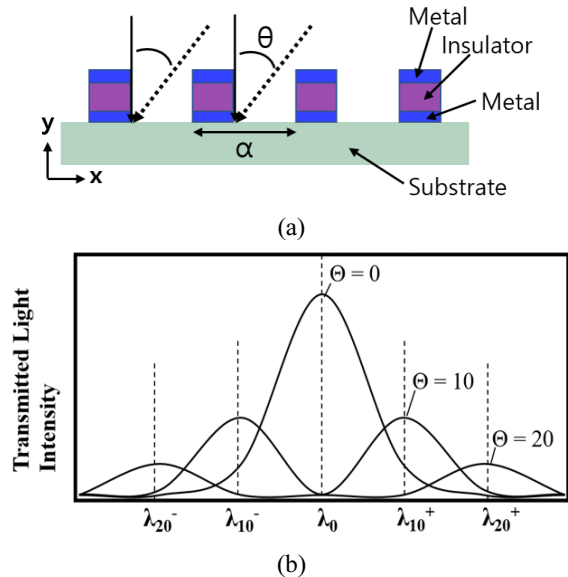 Metal
Insulator
θ
θ
Metal
y
α
x
Substrate
(a)
Θ = 0
Θ = 10
Θ = 20
Transmitted Light
Intensity
λ20- λ10- λ0 λ10+ λ20+
(b)